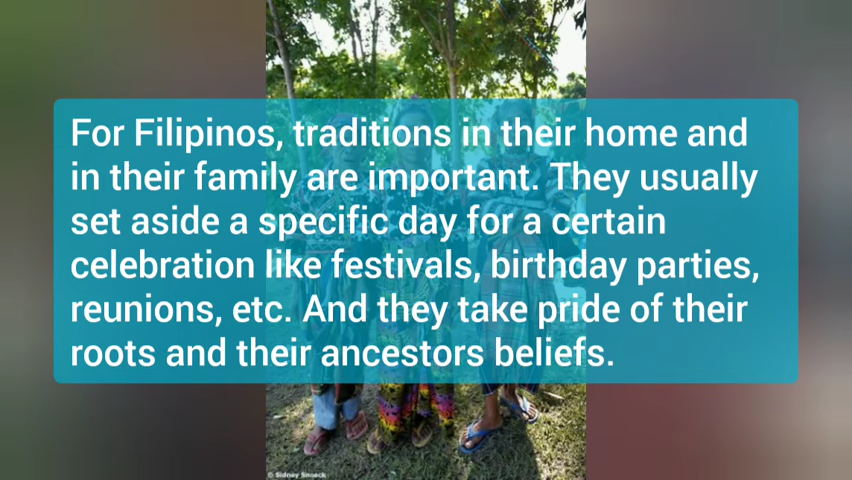 For Filipinos, traditions in their home and
in their family are important. They usually
set aside a specific day for a certain
celebration like festivals, birthday parties,
reunions, etc. And they take pride of their
roots and their ancestors beliefs.
© Sidney Snoeck